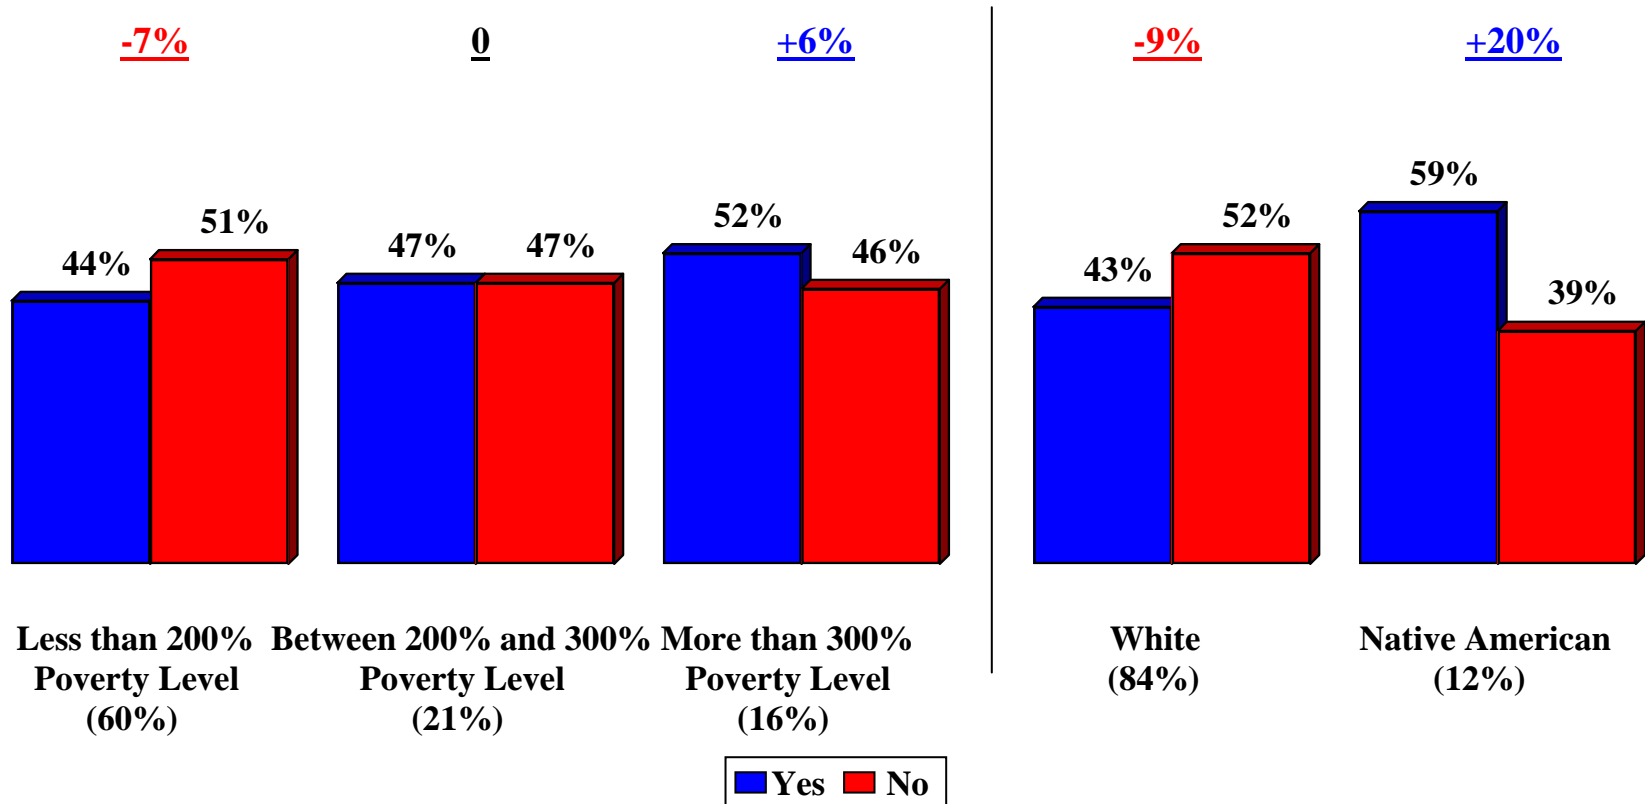 -7% 0 +6% -9% +20%
59%
51% 52% 52%
44% 47% 47% 46% 43% 39%
Less than 200% Between 200% and 300% More than 300% White Native American
Poverty Level Poverty Level Poverty Level (84%) (12%)
(60%) (21%) (16%)
Yes No